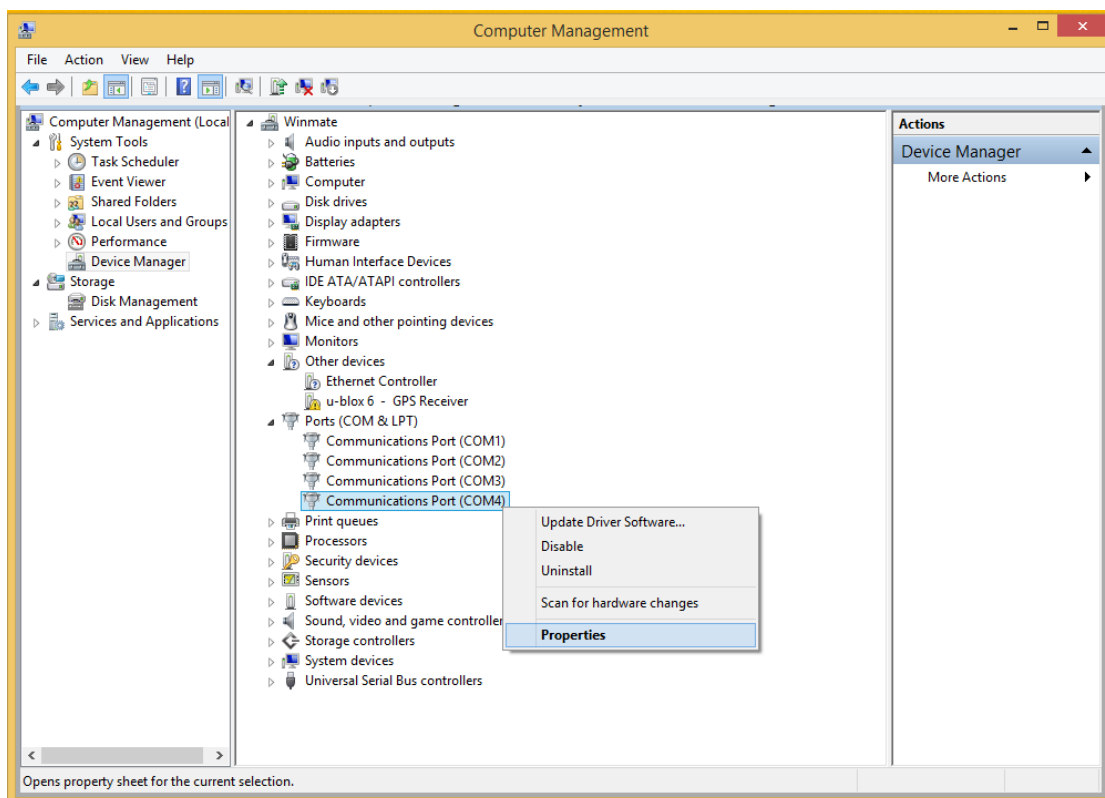 Computer Management
File Action View Help
Computer Management (Local
System Tools
Task Scheduler
Event Viewer
Shared Folders
Local Users and Groups
Performance
Device Manager
Storage
Disk Management
Services and Applications
Winmate
Audio inputs and outputs
Batteries
Computer
Disk drives
Display adapters
Firmware
Human Interface Devices
IDE ATA/ATAPI controllers
Keyboards
Mice and other pointing devices
Monitors
Other devices
Ethernet Controller
u-blox 6 - GPS Receiver
Ports (COM & LPT)
Communications Port (COM1)
Communications Port (COM2)
Communications Port (COM3)
Communications Port (COM4)
Print queues
Processors
Security devices
Sensors
Software devices
Sound, video and game controller
Storage controllers
System devices
Universal Serial Bus controllers
Update Driver Software...
Disable
Uninstall
Scan for hardware changes
Properties
Actions
Device Manager
More Actions
Opens property sheet for the current selection.